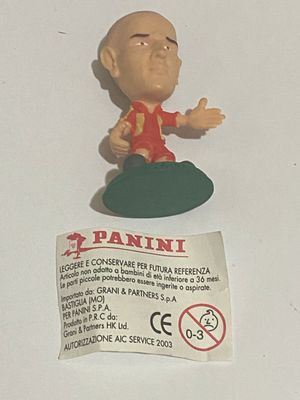 PANINI
LEGGERE E CONSERVARE PER FUTURA REFERENZA
Articolo non adatto a bambini di età inferiore a 36 mesi.
Le parti piccole potrebbero essere ingerite o aspirate.
Importato da: GRANI & PARTNERS S.p.A
BASTIGLIA (MO)
PER PANINI S.P.A.
Prodotto in P.R.C da:
Grani & Partners HK Ltd.
CE
0-3
AUTORIZZAZIONE AIC SERVICE 2003